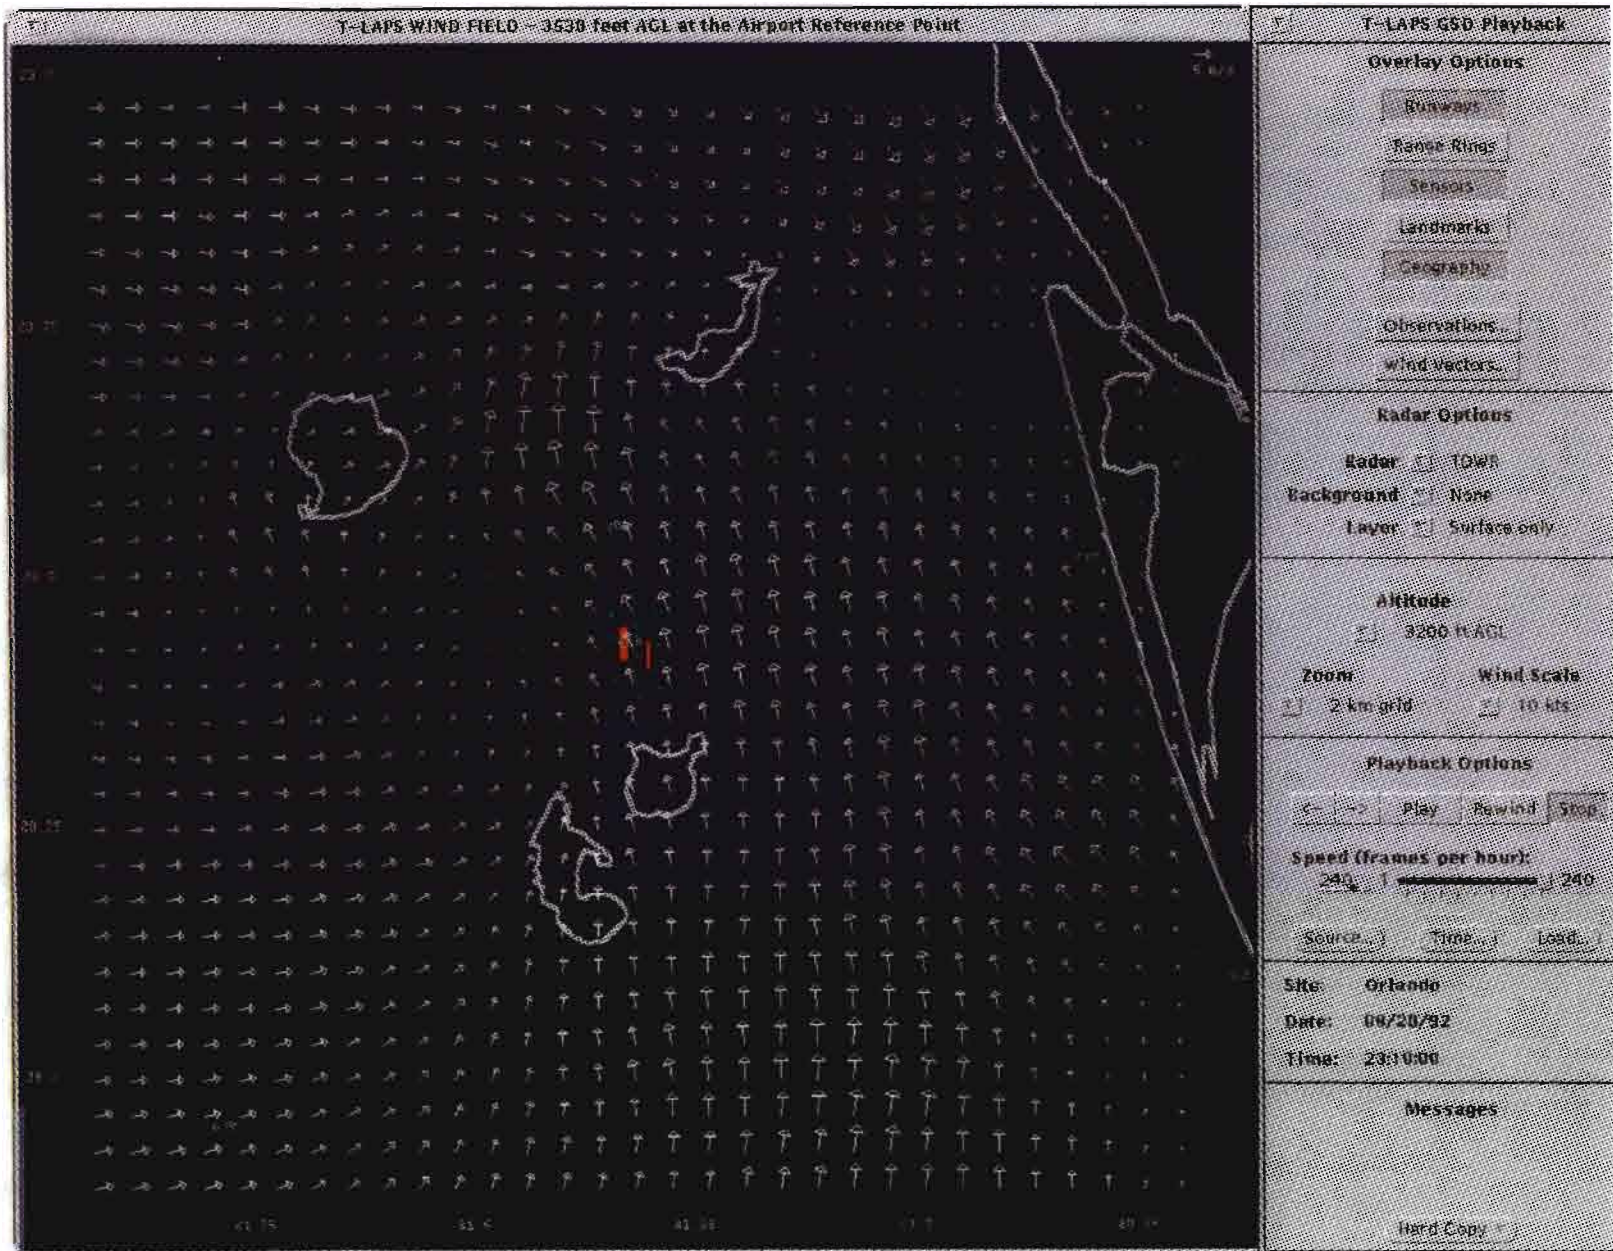 T-LAPS WIND FIELD - 3530 feet AGL at the Airport Reference Point
T-LAPS GSD Playback
Overlay Options
Runways
Range Rings
Sensors
Landmarks
Geography
Observations...
wind vectors...
Radar Options
Radar TDWR
Background None
Layer Surface only
Altitude
3200 ft AGL
Zoom Wind Scale
2 km grid 10 kts
Playback Options
<- -> Play Rewind Stop
Speed (frames per hour):
240 1 240
Source... Time... Load...
Site: Orlando
Date: 08/20/92
Time: 23:10:00
Messages
Hard Copy